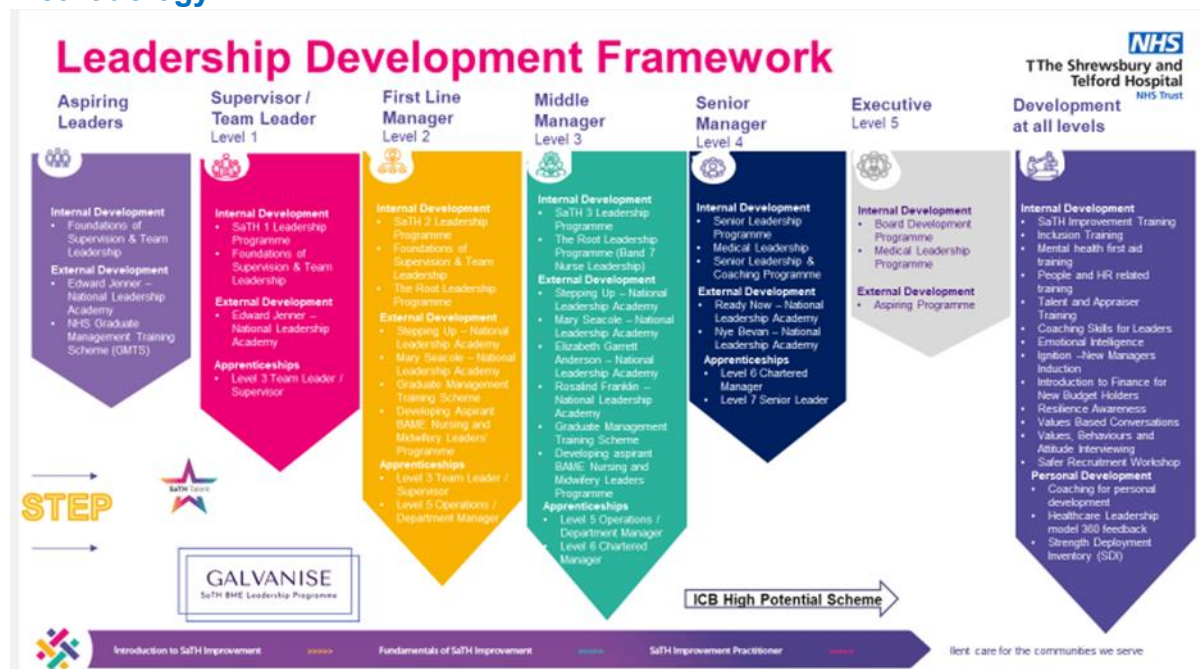 Leadership Development Framework
NHS
TThe Shrewsbury and
Telford Hospital
NHS Trust
Aspiring
Leaders
Internal Development
• Foundations of
Supervision & Team
Leadership
External Development
• Edward Jenner –
National Leadership
Academy
• NHS Graduate
Management Training
Scheme (GMTS)
Supervisor /
Team Leader
Level 1
Internal Development
• SaTH 1 Leadership
Programme
• Foundations of
Supervision & Team
Leadership
External Development
• Edward Jenner –
National Leadership
Academy
Apprenticeships
• Level 3 Team Leader /
Supervisor
First Line
Manager
Level 2
Internal Development
• SaTH 2 Leadership
Programme
• Foundations of
Supervision & Team
Leadership
• The Root Leadership
Programme
External Development
• Stepping Up – National
Leadership Academy
• Mary Seacole – National
Leadership Academy
• Graduate Management
Training Scheme
• Developing Aspirant
BAME Nursing and
Midwifery Leaders'
Programme
Apprenticeships
• Level 3 Team Leader /
Supervisor
• Level 5 Operations /
Department Manager
Middle
Manager
Level 3
Internal Development
• SaTH 3 Leadership
Programme
• The Root Leadership
Programme (Band 7
Nurse Leadership)
External Development
• Stepping Up – National
Leadership Academy
• Mary Seacole – National
Leadership Academy
• Elizabeth Garrett
Anderson – National
Leadership Academy
• Rosalind Franklin –
National Leadership
Academy
• Graduate Management
Training Scheme
• Developing aspirant
BAME Nursing and
Midwifery Leaders
Programme
Apprenticeships
• Level 5 Operations /
Department Manager
• Level 6 Chartered
Manager
Senior
Manager
Level 4
Internal Development
• Senior Leadership
Programme
• Medical Leadership
• Senior Leadership &
Coaching Programme
External Development
• Ready Now – National
Leadership Academy
• Nye Bevan – National
Leadership Academy
Apprenticeships
• Level 6 Chartered
Manager
• Level 7 Senior Leader
Executive
Level 5
Internal Development
• Board Development
Programme
• Medical Leadership
Programme
External Development
• Aspiring Programme
Development
at all levels
Internal Development
• SaTH Improvement Training
• Inclusion Training
• Mental health first aid
training
• People and HR related
training
• Talent and Appraiser
Training
• Coaching Skills for Leaders
• Emotional Intelligence
• Ignition –New Managers
Induction
• Introduction to Finance for
New Budget Holders
• Resilience Awareness
• Values Based Conversations
• Values, Behaviours and
Attitude Interviewing
• Safer Recruitment Workshop
Personal Development
• Coaching for personal
development
• Healthcare Leadership
model 360 feedback
• Strength Deployment
Inventory (SDI)
STEP
SaTH Talent
GALVANISE
SaTH BME Leadership Programme
ICB High Potential Scheme
Introduction to SaTH Improvement >>>>> Fundamentals of SaTH Improvement >>>>> SaTH Improvement Practitioner >>>>>
llent care for the communities we serve